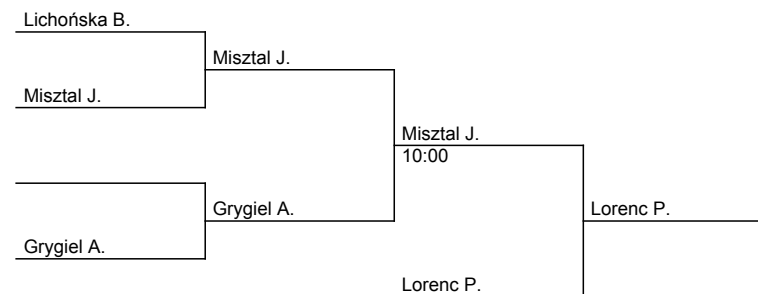 Lichońska B.
Misztal J.
Misztal J.
Misztal J.
10:00
Grygiel A.
Lorenc P.
Grygiel A.
Lorenc P.